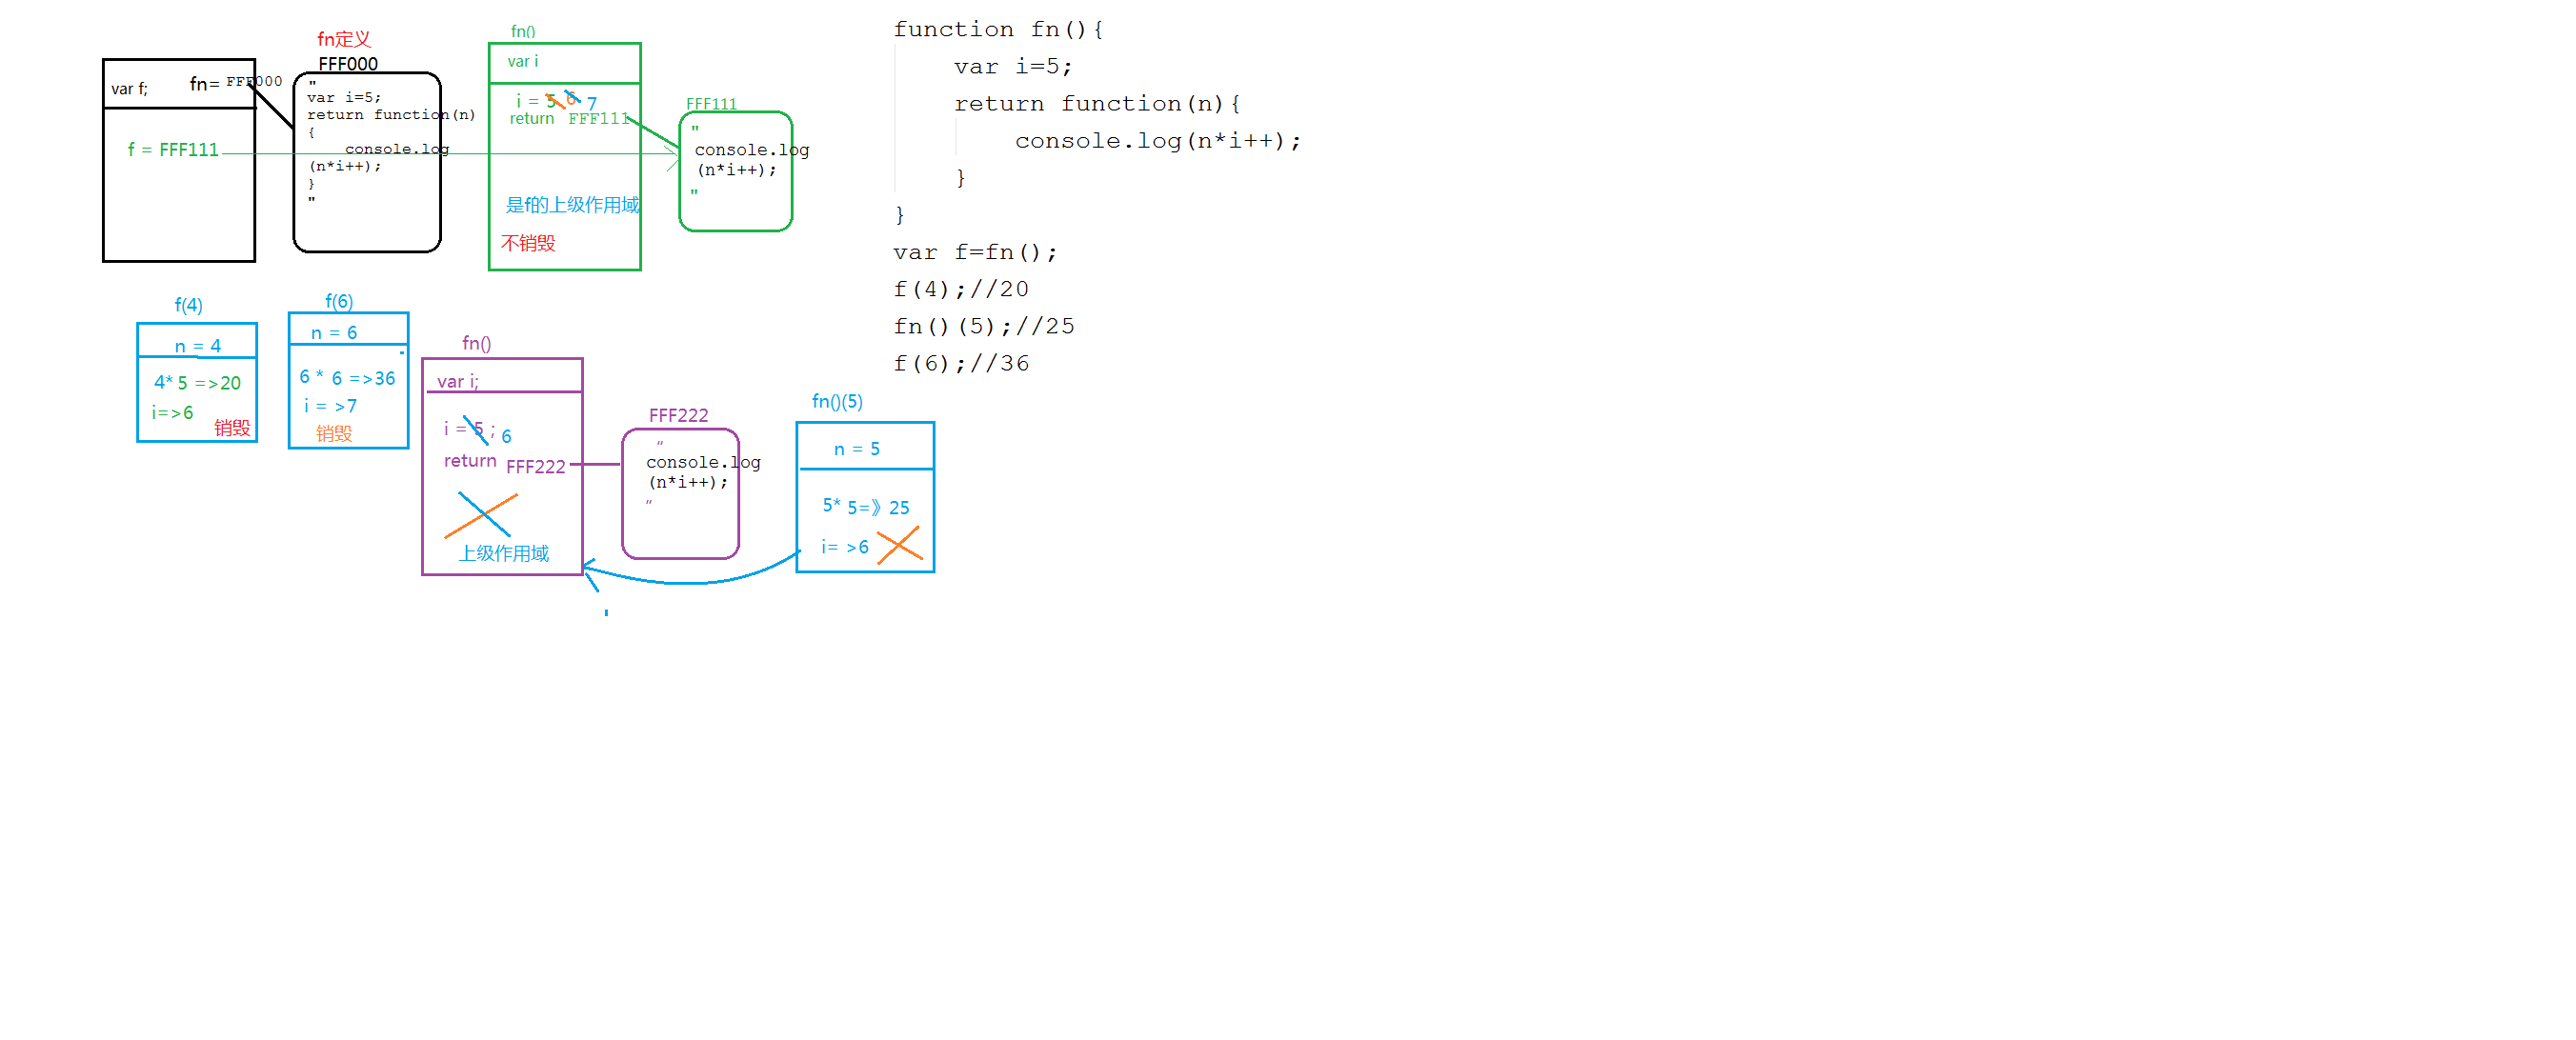 fn定义
FFF000
var f;
fn= FFF000
f = FFF111
"
var i=5;
return function(n)
{
console.log
(n*i++);
}
"
fn()
var i
i = 5 6 7
return FFF111
是f的上级作用域
不销毁
FFF111
"
console.log
(n*i++);
"
function fn(){
var i=5;
return function(n){
console.log(n*i++);
}
}
var f=fn();
f(4);//20
fn()(5);//25
f(6);//36
f(4)
n = 4
4* 5 =>20
i=>6
销毁
f(6)
n = 6
6 * 6 =>36
i = >7
销毁
fn()
var i;
i = 5 ; 6
return FFF222
上级作用域
FFF222
"
console.log
(n*i++);
"
fn()(5)
n = 5
5* 5=》25
i= >6